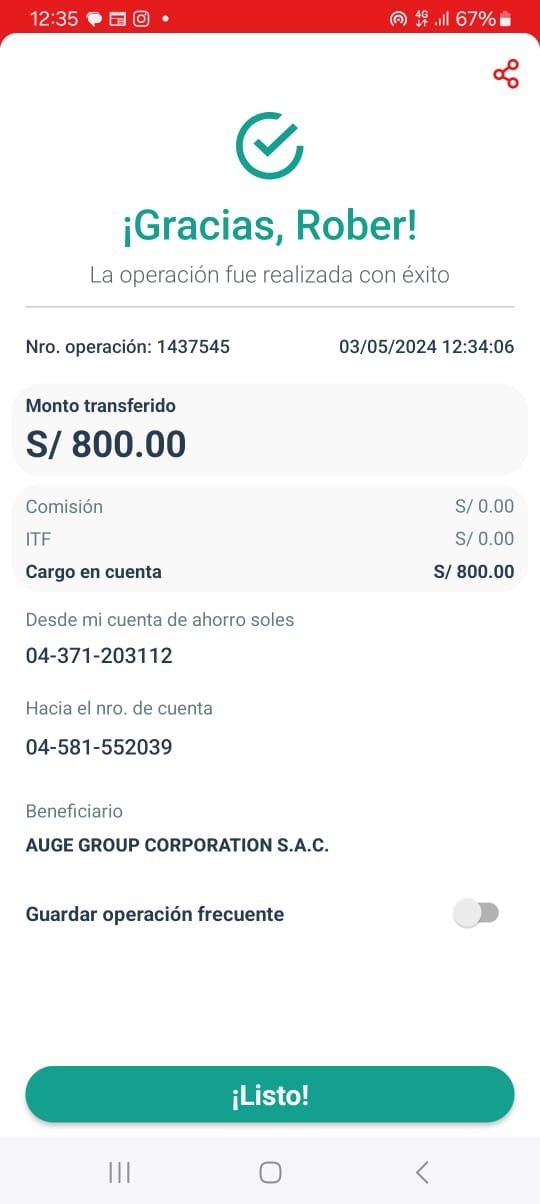 12:35
4G
67%
¡Gracias, Rober!
La operación fue realizada con éxito
Nro. operación: 1437545 03/05/2024 12:34:06
Monto transferido
S/ 800.00
Comisión S/ 0.00
ITF S/ 0.00
Cargo en cuenta S/ 800.00
Desde mi cuenta de ahorro soles
04-371-203112
Hacia el nro. de cuenta
04-581-552039
Beneficiario
AUGE GROUP CORPORATION S.A.C.
Guardar operación frecuente
¡Listo!